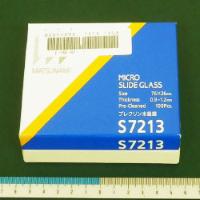 MATSUNAMI
MICRO
SLIDE GLASS
Size 76×26mm
Thickness 0.9~1.2mm
Pre-Cleaned 100Pcs.
プレクリン水縁磨
S7213
S7213